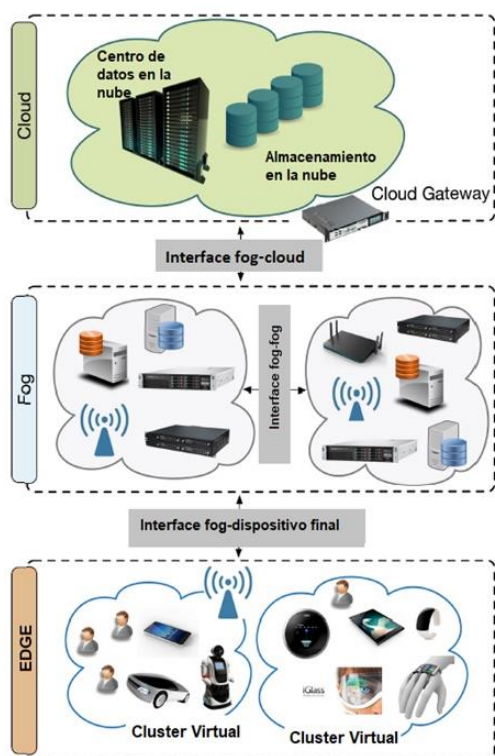 Cloud
Centro de
datos en la
nube
Almacenamiento
en la nube
Cloud Gateway
Interface fog-cloud
Fog
Interface fog-fog
Interface fog-dispositivo final
EDGE
Cluster Virtual
iGlass
Cluster Virtual